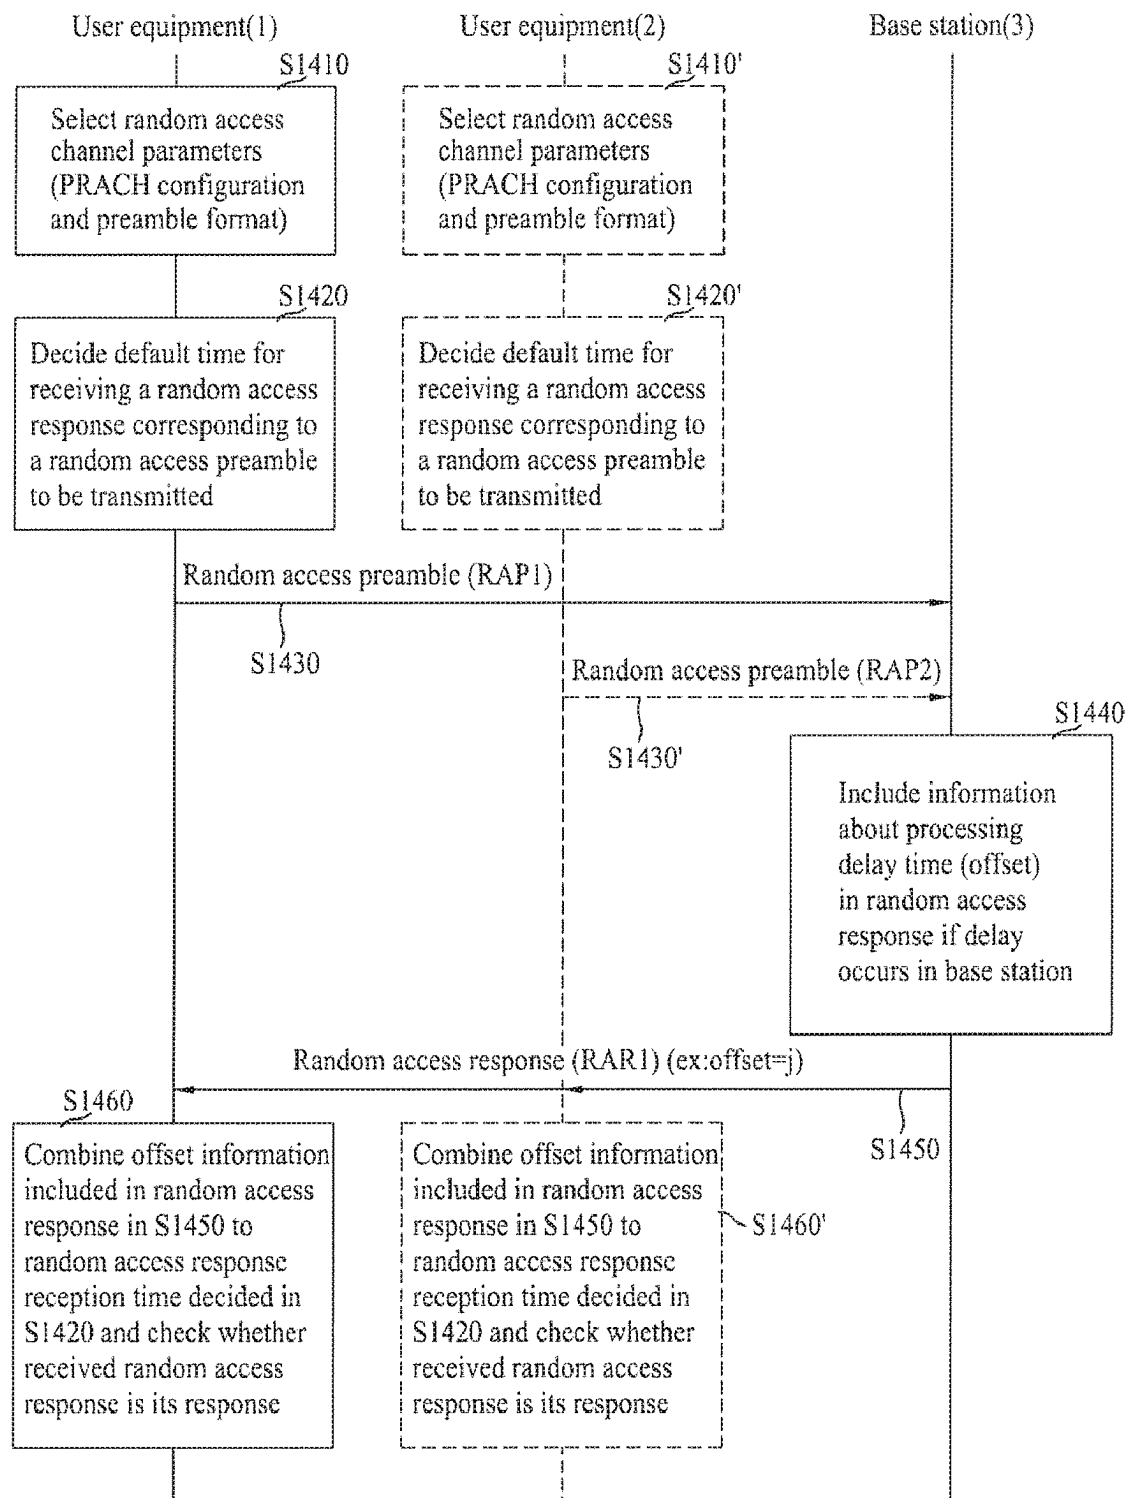 User equipment(1)
User equipment(2)
Base station(3)
S1410
S1410'
Select random access
channel parameters
(PRACH configuration
and preamble format)
Select random access
channel parameters
(PRACH configuration
and preamble format)
S1420
S1420'
Decide default time for
receiving a random access
response corresponding to
a random access preamble
to be transmitted
Decide default time for
receiving a random access
response corresponding to
a random access preamble
to be transmitted
Random access preamble (RAP1)
S1430
Random access preamble (RAP2)
S1430'
S1440
Include information
about processing
delay time (offset)
in random access
response if delay
occurs in base station
Random access response (RAR1) (ex:offset=j)
S1450
S1460
Combine offset information
included in random access
response in S1450 to
random access response
reception time decided in
S1420 and check whether
received random access
response is its response
Combine offset information
included in random access
response in S1450 to
random access response
reception time decided in
S1420 and check whether
received random access
response is its response
S1460'